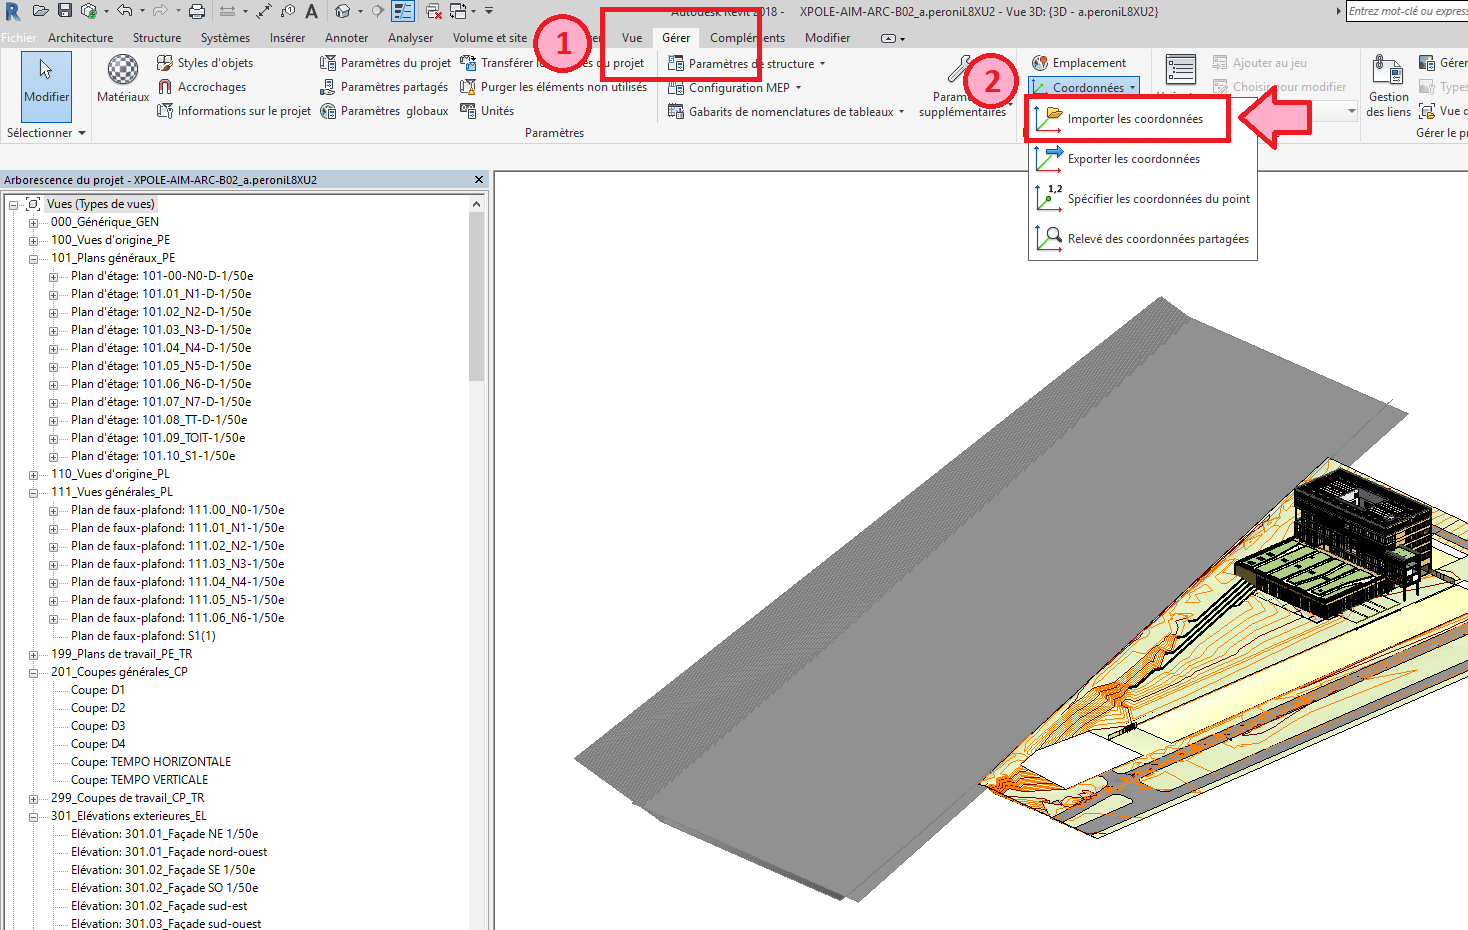 Autodesk Revit 2018 - XPOLE-AIM-ARC-B02_a.peroniL8XU2 - Vue 3D: {3D - a.peroniL8XU2}
Entrez mot-clé ou express
Fichier Architecture Structure Systèmes Insérer Annoter Analyser Volume et site Vue Gérer Compléments Modifier
1
2
Modifier
Sélectionner
Matériaux
Styles d'objets
Accrochages
Informations sur le projet
Paramètres du projet
Paramètres partagés
Paramètres globaux
Transférer les du projet
Purger les éléments non utilisés
Unités
Paramètres
Paramètres de structure
Configuration MEP
Gabarits de nomenclatures de tableaux
supplémentaires
Emplacement
Coordonnées
Importer les coordonnées
Exporter les coordonnées
1,2
Spécifier les coordonnées du point
Relevé des coordonnées partagées
Ajouter au jeu
Choisir pour modifier
Gestion
des liens
Gérer
Types
Vue d
Gérer le pr
Arborescence du projet - XPOLE-AIM-ARC-B02_a.peroniL8XU2
Vues (Types de vues)
000_Générique_GEN
100_Vues d'origine_PE
101_Plans généraux_PE
Plan d'étage: 101-00-N0-D-1/50e
Plan d'étage: 101.01_N1-D-1/50e
Plan d'étage: 101.02_N2-D-1/50e
Plan d'étage: 101.03_N3-D-1/50e
Plan d'étage: 101.04_N4-D-1/50e
Plan d'étage: 101.05_N5-D-1/50e
Plan d'étage: 101.06_N6-D-1/50e
Plan d'étage: 101.07_N7-D-1/50e
Plan d'étage: 101.08_TT-D-1/50e
Plan d'étage: 101.09_TOIT-1/50e
Plan d'étage: 101.10_S1-1/50e
110_Vues d'origine_PL
111_Vues générales_PL
Plan de faux-plafond: 111.00_N0-1/50e
Plan de faux-plafond: 111.01_N1-1/50e
Plan de faux-plafond: 111.02_N2-1/50e
Plan de faux-plafond: 111.03_N3-1/50e
Plan de faux-plafond: 111.04_N4-1/50e
Plan de faux-plafond: 111.05_N5-1/50e
Plan de faux-plafond: 111.06_N6-1/50e
Plan de faux-plafond: S1(1)
199_Plans de travail_PE_TR
201_Coupes générales_CP
Coupe: D1
Coupe: D2
Coupe: D3
Coupe: D4
Coupe: TEMPO HORIZONTALE
Coupe: TEMPO VERTICALE
299_Coupes de travail_CP_TR
301_Elévations exterieures_EL
Elévation: 301.01_Façade NE 1/50e
Elévation: 301.01_Façade nord-ouest
Elévation: 301.02_Façade SE 1/50e
Elévation: 301.02_Façade SO 1/50e
Elévation: 301.02_Façade sud-est
Elévation: 301.03_Façade sud-ouest